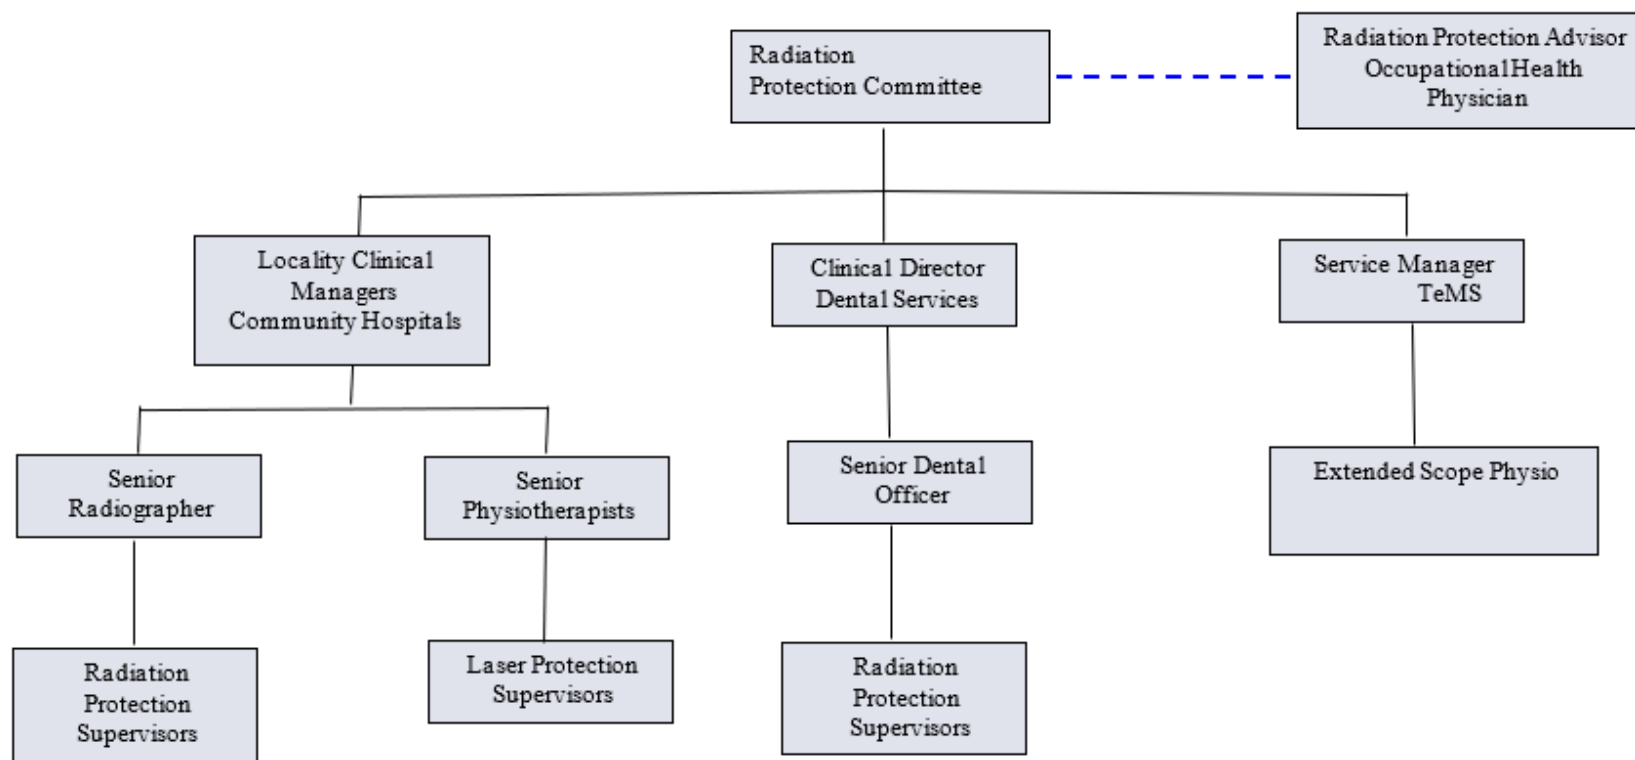 Radiation
Protection Committee
Radiation Protection Advisor
Occupational Health
Physician
Locality Clinical
Managers
Community Hospitals
Clinical Director
Dental Services
Service Manager
TeMS
Senior
Radiographer
Senior
Physiotherapists
Senior Dental
Officer
Extended Scope Physio
Radiation
Protection
Supervisors
Laser Protection
Supervisors
Radiation
Protection
Supervisors